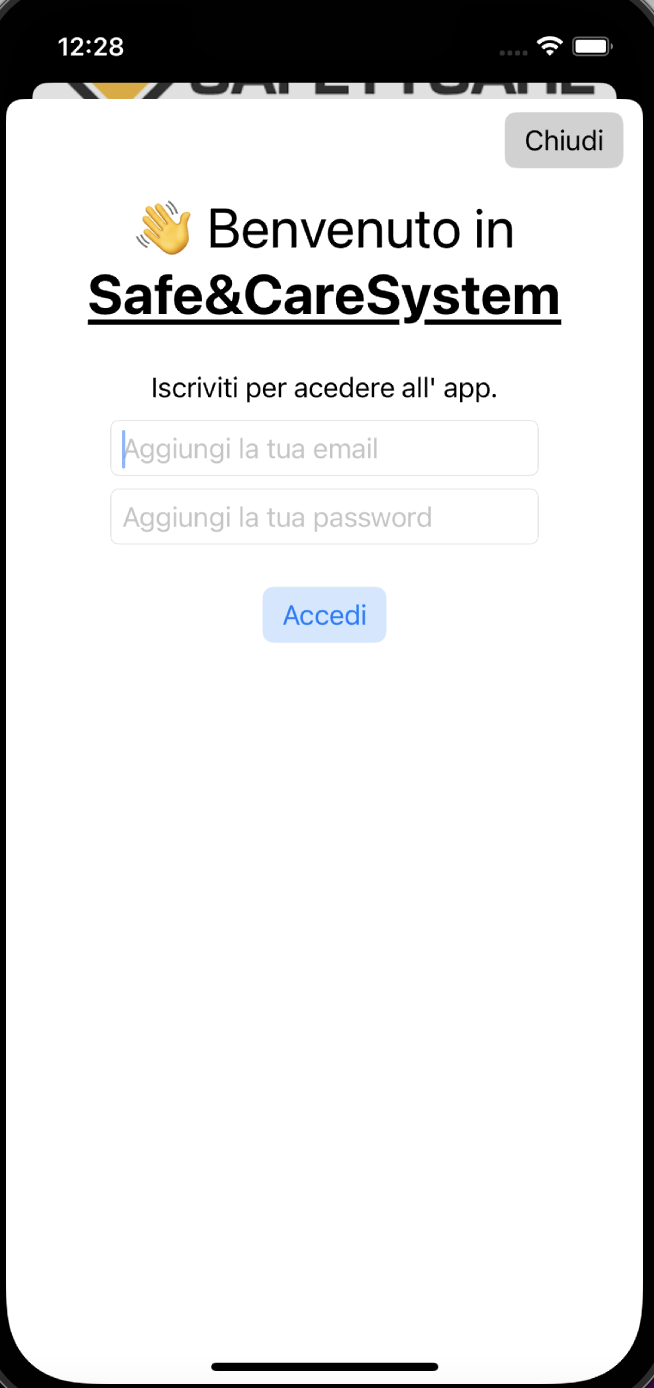 12:28
SAFETYCARE
Chiudi
👋 Benvenuto in
Safe&CareSystem
Iscriviti per acedere all' app.
Aggiungi la tua email
Aggiungi la tua password
Accedi